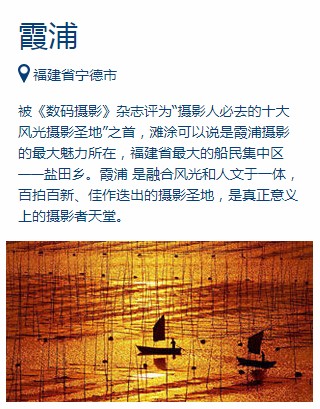 霞浦
福建省宁德市
被《数码摄影》杂志评为“摄影人必去的十大
风光摄影圣地”之首，滩涂可以说是霞浦摄影
的最大魅力所在，福建省最大的船民集中区
——盐田乡。霞浦 是融合风光和人文于一体，
百拍百新、佳作迭出的摄影圣地，是真正意义
上的摄影者天堂。